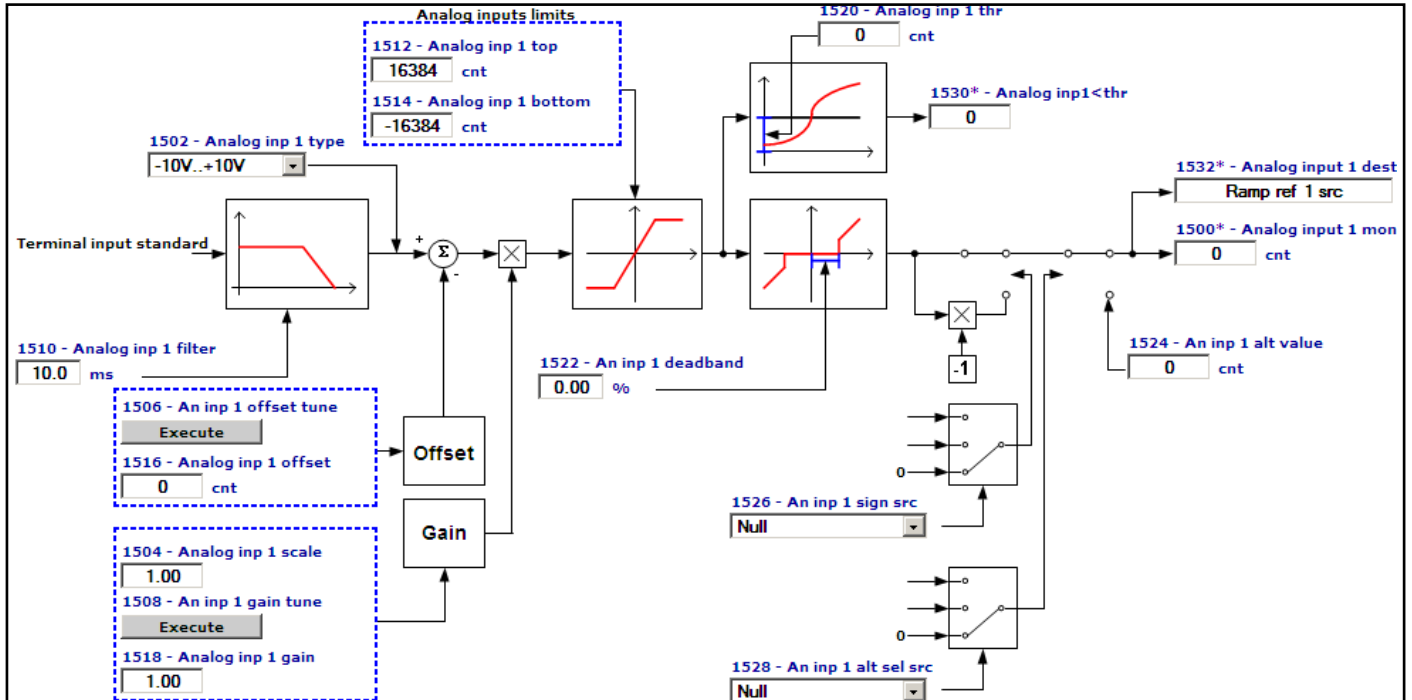 Analog inputs limits
1512 - Analog inp 1 top
16384 cnt
1514 - Analog inp 1 bottom
-16384 cnt
1520 - Analog inp 1 thr
0 cnt
1530* - Analog inp1<thr
0
1502 - Analog inp 1 type
-10V..+10V
Terminal input standard
+
Σ
-
1532* - Analog input 1 dest
Ramp ref 1 src
1500* - Analog input 1 mon
0 cnt
1510 - Analog inp 1 filter
10.0 ms
1522 - An inp 1 deadband
0.00 %
-1
1524 - An inp 1 alt value
0 cnt
1506 - An inp 1 offset tune
Execute
1516 - Analog inp 1 offset
0 cnt
Offset
Gain
1504 - Analog inp 1 scale
1.00
1508 - An inp 1 gain tune
Execute
1518 - Analog inp 1 gain
1.00
0
1526 - An inp 1 sign src
Null
0
1528 - An inp 1 alt sel src
Null